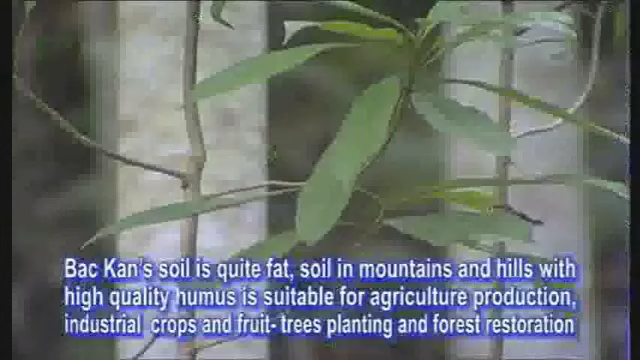 Bac Kan's soil is quite fat, soil in mountains and hills with
high quality humus is suitable for agriculture production,
industrial crops and fruit- trees planting and forest restoration